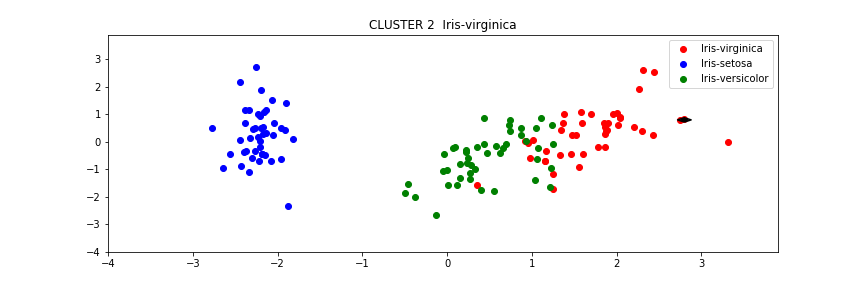 CLUSTER 2  Iris-virginica
Iris-virginica
Iris-setosa
Iris-versicolor
3
2
1
0
−1
−2
−3
−4
−4 −3 −2 −1 0 1 2 3